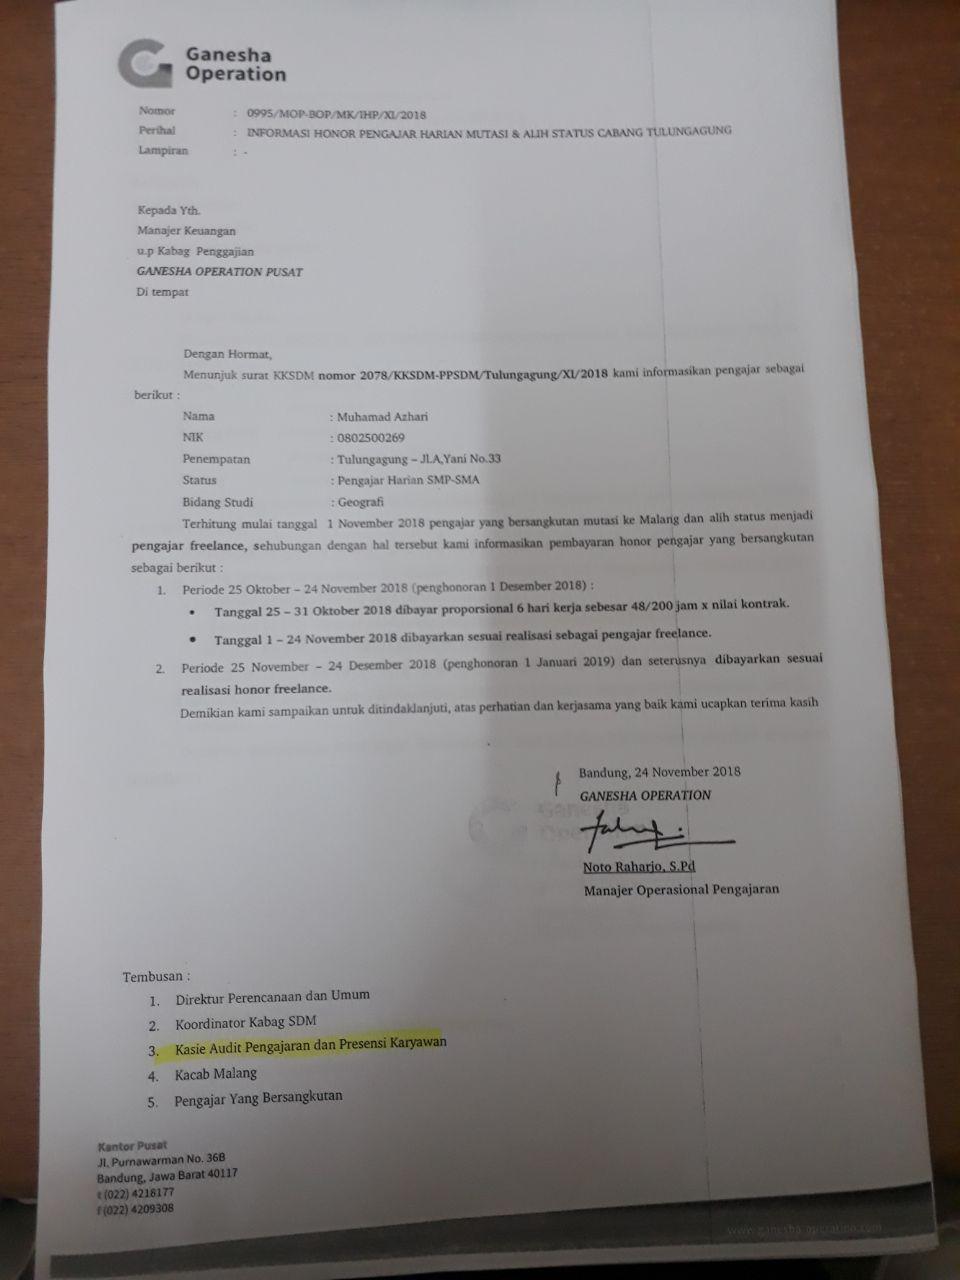 Ganesha
Operation
Nomor : 0995/MOP-BOP/MK/IHP/XI/2018
Perihal : INFORMASI HONOR PENGAJAR HARIAN MUTASI & ALIH STATUS CABANG TULUNGAGUNG
Lampiran : -
Kepada Yth.
Manajer Keuangan
u.p Kabag Penggajian
GANESHA OPERATION PUSAT
Di tempat
Dengan Hormat,
Menunjuk surat KKSDM nomor 2078/KKSDM-PPSDM/Tulungagung/XI/2018 kami informasikan pengajar sebagai
berikut :
Nama : Muhamad Azhari
NIK : 0802500269
Penempatan : Tulungagung – Jl.A,Yani No.33
Status : Pengajar Harian SMP-SMA
Bidang Studi : Geografi
Terhitung mulai tanggal 1 November 2018 pengajar yang bersangkutan mutasi ke Malang dan alih status menjadi
pengajar freelance, sehubungan dengan hal tersebut kami informasikan pembayaran honor pengajar yang bersangkutan
sebagai berikut :
1. Periode 25 Oktober – 24 November 2018 (penghonoran 1 Desember 2018) :
• Tanggal 25 – 31 Oktober 2018 dibayar proporsional 6 hari kerja sebesar 48/200 jam x nilai kontrak.
• Tanggal 1 – 24 November 2018 dibayarkan sesuai realisasi sebagai pengajar freelance.
2. Periode 25 November – 24 Desember 2018 (penghonoran 1 Januari 2019) dan seterusnya dibayarkan sesuai
realisasi honor freelance.
Demikian kami sampaikan untuk ditindaklanjuti, atas perhatian dan kerjasama yang baik kami ucapkan terima kasih
Bandung, 24 November 2018
GANESHA OPERATION
Noto Raharjo, S.Pd
Manajer Operasional Pengajaran
Tembusan :
1. Direktur Perencanaan dan Umum
2. Koordinator Kabag SDM
3. Kasie Audit Pengajaran dan Presensi Karyawan
4. Kacab Malang
5. Pengajar Yang Bersangkutan
Kantor Pusat
Jl. Purnawarman No. 36B
Bandung, Jawa Barat 40117
t (022) 4218177
f (022) 4209308
www.ganesha-operation.com